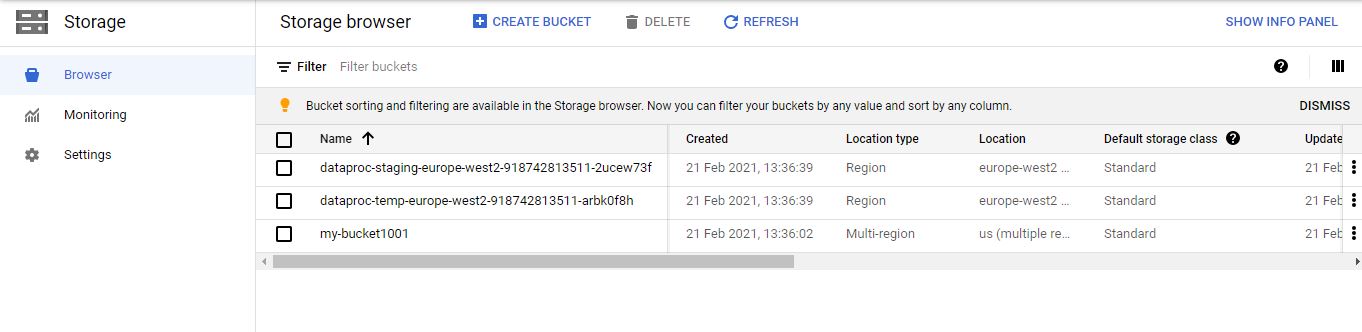 Storage
Storage browser
CREATE BUCKET
DELETE
REFRESH
SHOW INFO PANEL
Browser
Monitoring
Settings
Filter Filter buckets
Bucket sorting and filtering are available in the Storage browser. Now you can filter your buckets by any value and sort by any column. DISMISS
Name Created Location type Location Default storage class Update
dataproc-staging-europe-west2-918742813511-2ucew73f 21 Feb 2021, 13:36:39 Region europe-west2 ... Standard 21 Feb
dataproc-temp-europe-west2-918742813511-arbk0f8h 21 Feb 2021, 13:36:39 Region europe-west2 ... Standard 21 Feb
my-bucket1001 21 Feb 2021, 13:36:02 Multi-region us (multiple re... Standard 21 Feb